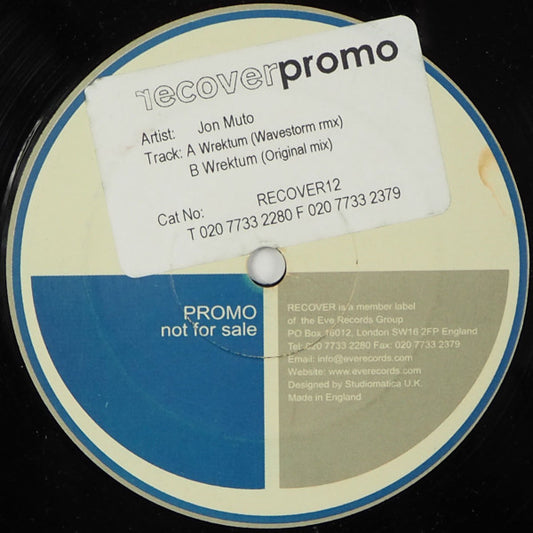 recoverpromo
Artist: Jon Muto
Track: A Wrektum (Wavestorm rmx)
B Wrektum (Original mix)
Cat No: RECOVER12
T 020 7733 2280 F 020 7733 2379
PROMO
not for sale
RECOVER is a member label
of the Eve Records Group
PO Box 16012, London SW16 2FP England
Tel: 020 7733 2280 Fax: 020 7733 2379
Email: info@everecords.com
Website: www.everecords.com
Designed by Studiomatica U.K.
Made in England